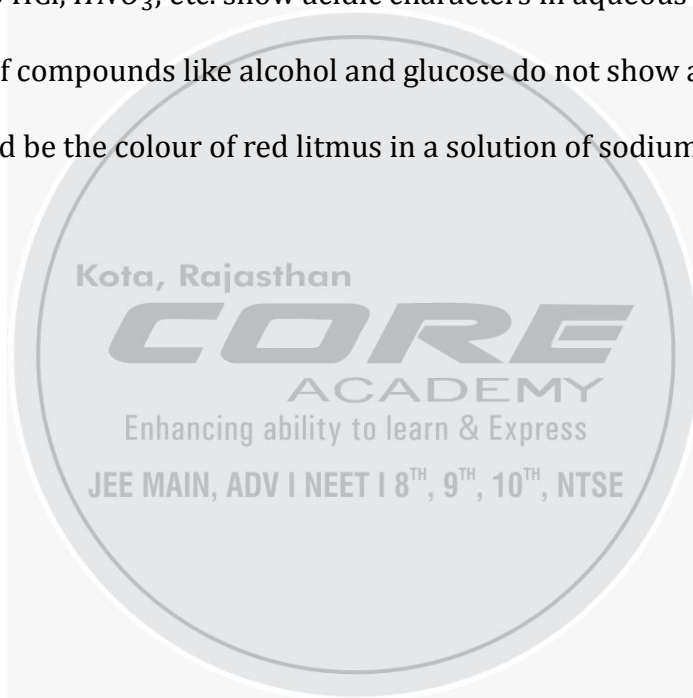 HCl, HNO₃, etc. show acidic characters in aqueous
f compounds like alcohol and glucose do not show a
d be the colour of red litmus in a solution of sodium
Kota, Rajasthan
CORE
ACADEMY
Enhancing ability to learn & Express
JEE MAIN, ADV I NEET I 8TH, 9TH, 10TH, NTSE